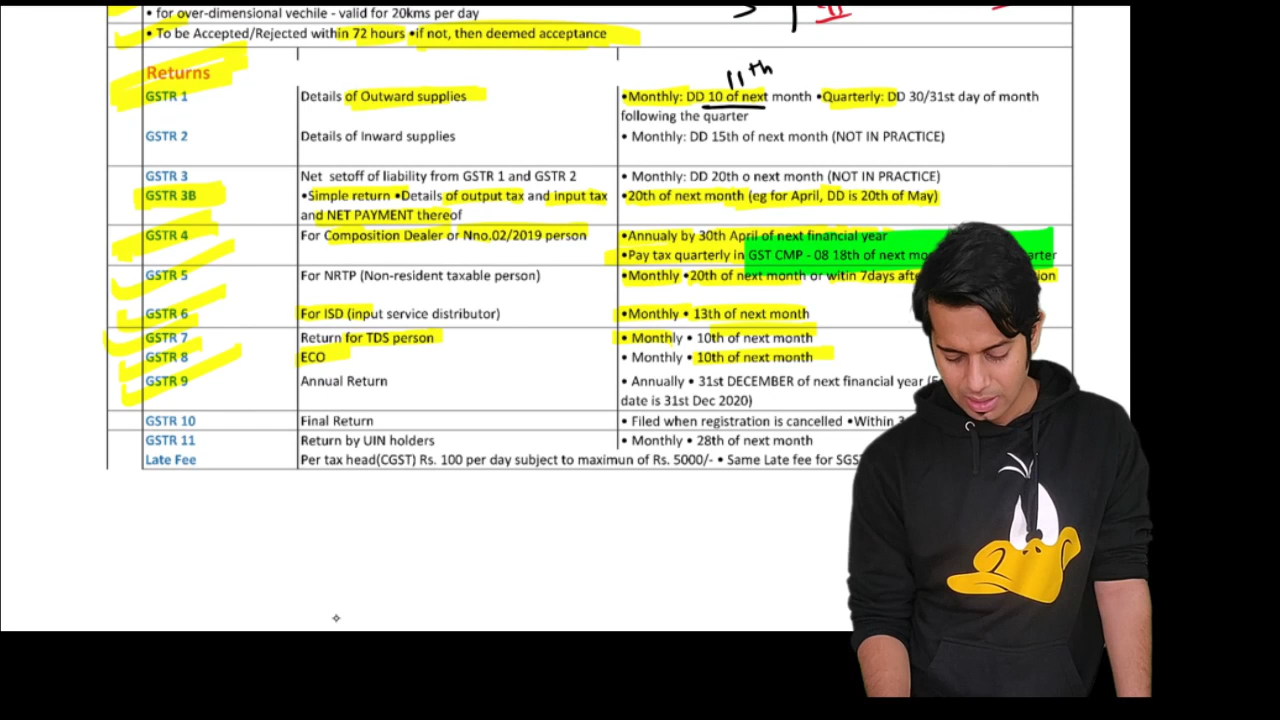 • for over-dimensional vechile - valid for 20kms per day
• To be Accepted/Rejected within 72 hours •if not, then deemed acceptance
Returns
11th
GSTR 1 Details of Outward supplies •Monthly: DD 10 of next month •Quarterly: DD 30/31st day of month
following the quarter
GSTR 2 Details of Inward supplies • Monthly: DD 15th of next month (NOT IN PRACTICE)
GSTR 3 Net setoff of liability from GSTR 1 and GSTR 2 • Monthly: DD 20th o next month (NOT IN PRACTICE)
GSTR 3B •Simple return •Details of output tax and input tax •20th of next month (eg for April, DD is 20th of May)
and NET PAYMENT thereof
GSTR 4 For Composition Dealer or Nno.02/2019 person •Annualy by 30th April of next financial year
•Pay tax quarterly in GST CMP - 08 18th of next
GSTR 5 For NRTP (Non-resident taxable person) •Monthly •20th of next month or witin 7days
GSTR 6 For ISD (input service distributor) •Monthly • 13th of next month
GSTR 7 Return for TDS person • Monthly • 10th of next month
GSTR 8 ECO • Monthly • 10th of next month
GSTR 9 Annual Return • Annually • 31st DECEMBER of next financial year
date is 31st Dec 2020)
GSTR 10 Final Return • Filed when registration is cancelled •Within
GSTR 11 Return by UIN holders • Monthly • 28th of next month
Late Fee Per tax head(CGST) Rs. 100 per day subject to maximun of Rs. 5000/- • Same Late fee for